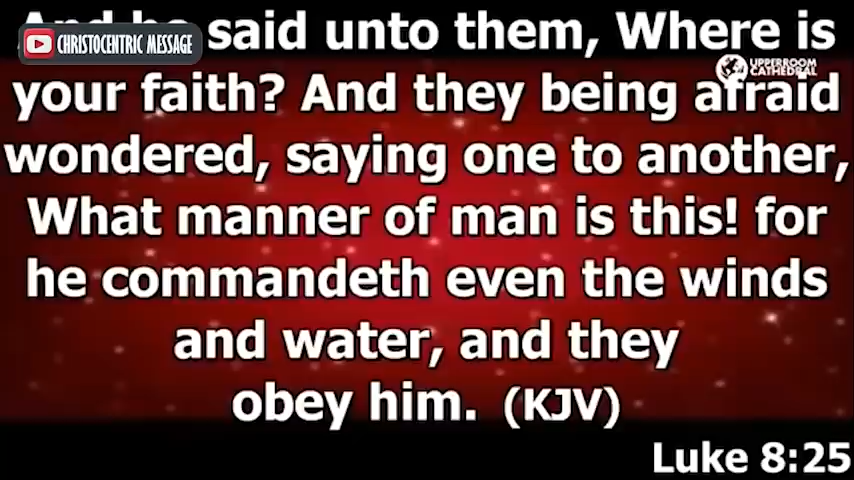 And he said unto them, Where is
CHRISTOCENTRIC MESSAGE
UPPERROOM
CATHEDRAL
your faith? And they being afraid
wondered, saying one to another,
What manner of man is this! for
he commandeth even the winds
and water, and they
obey him. (KJV)
Luke 8:25